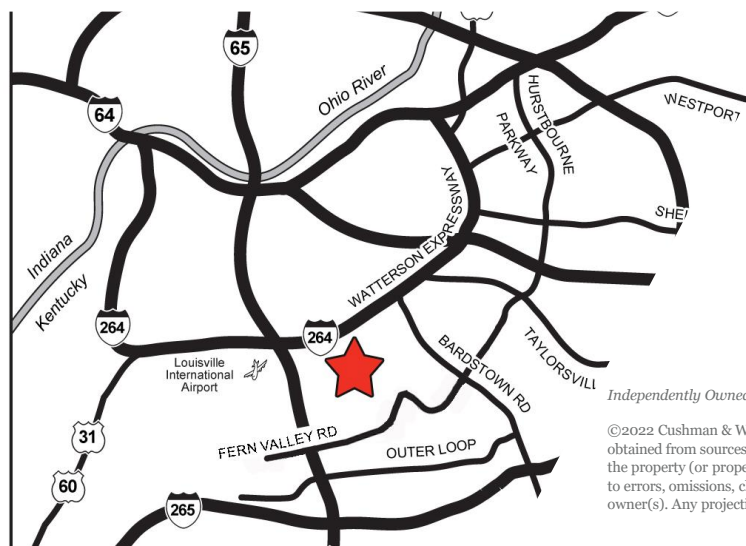 65
Ohio River
64
HURSTBOURNE
PARKWAY
WESTPORT
WATTERSON EXPRESSWAY
Indiana
Kentucky
264
264
Louisville
International
Airport
BARDSTOWN RD
31
60
FERN VALLEY RD
OUTER LOOP
265
Independently Owned
©2022 Cushman & W
obtained from sources
the property (or prope
to errors, omissions, c
owner(s). Any projecti